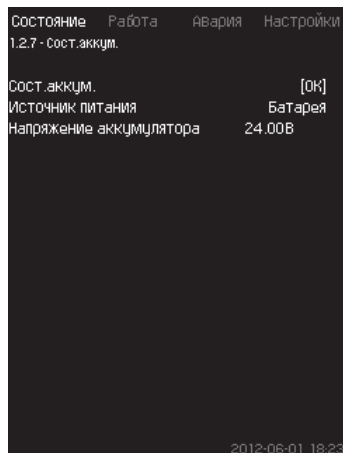 Состояние Работа Авария Настройки
1.2.7 - Сост.аккум.
Сост.аккум. [OK]
Источник питания Батарея
Напряжение аккумулятора 24.00В
2012-06-01 18:23